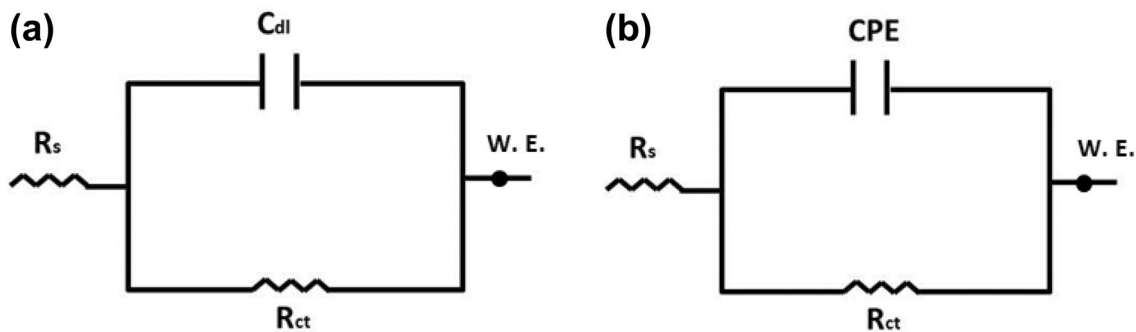 (a)
Cdl
Rs
W. E.
Rct
(b)
CPE
Rs
W. E.
Rct